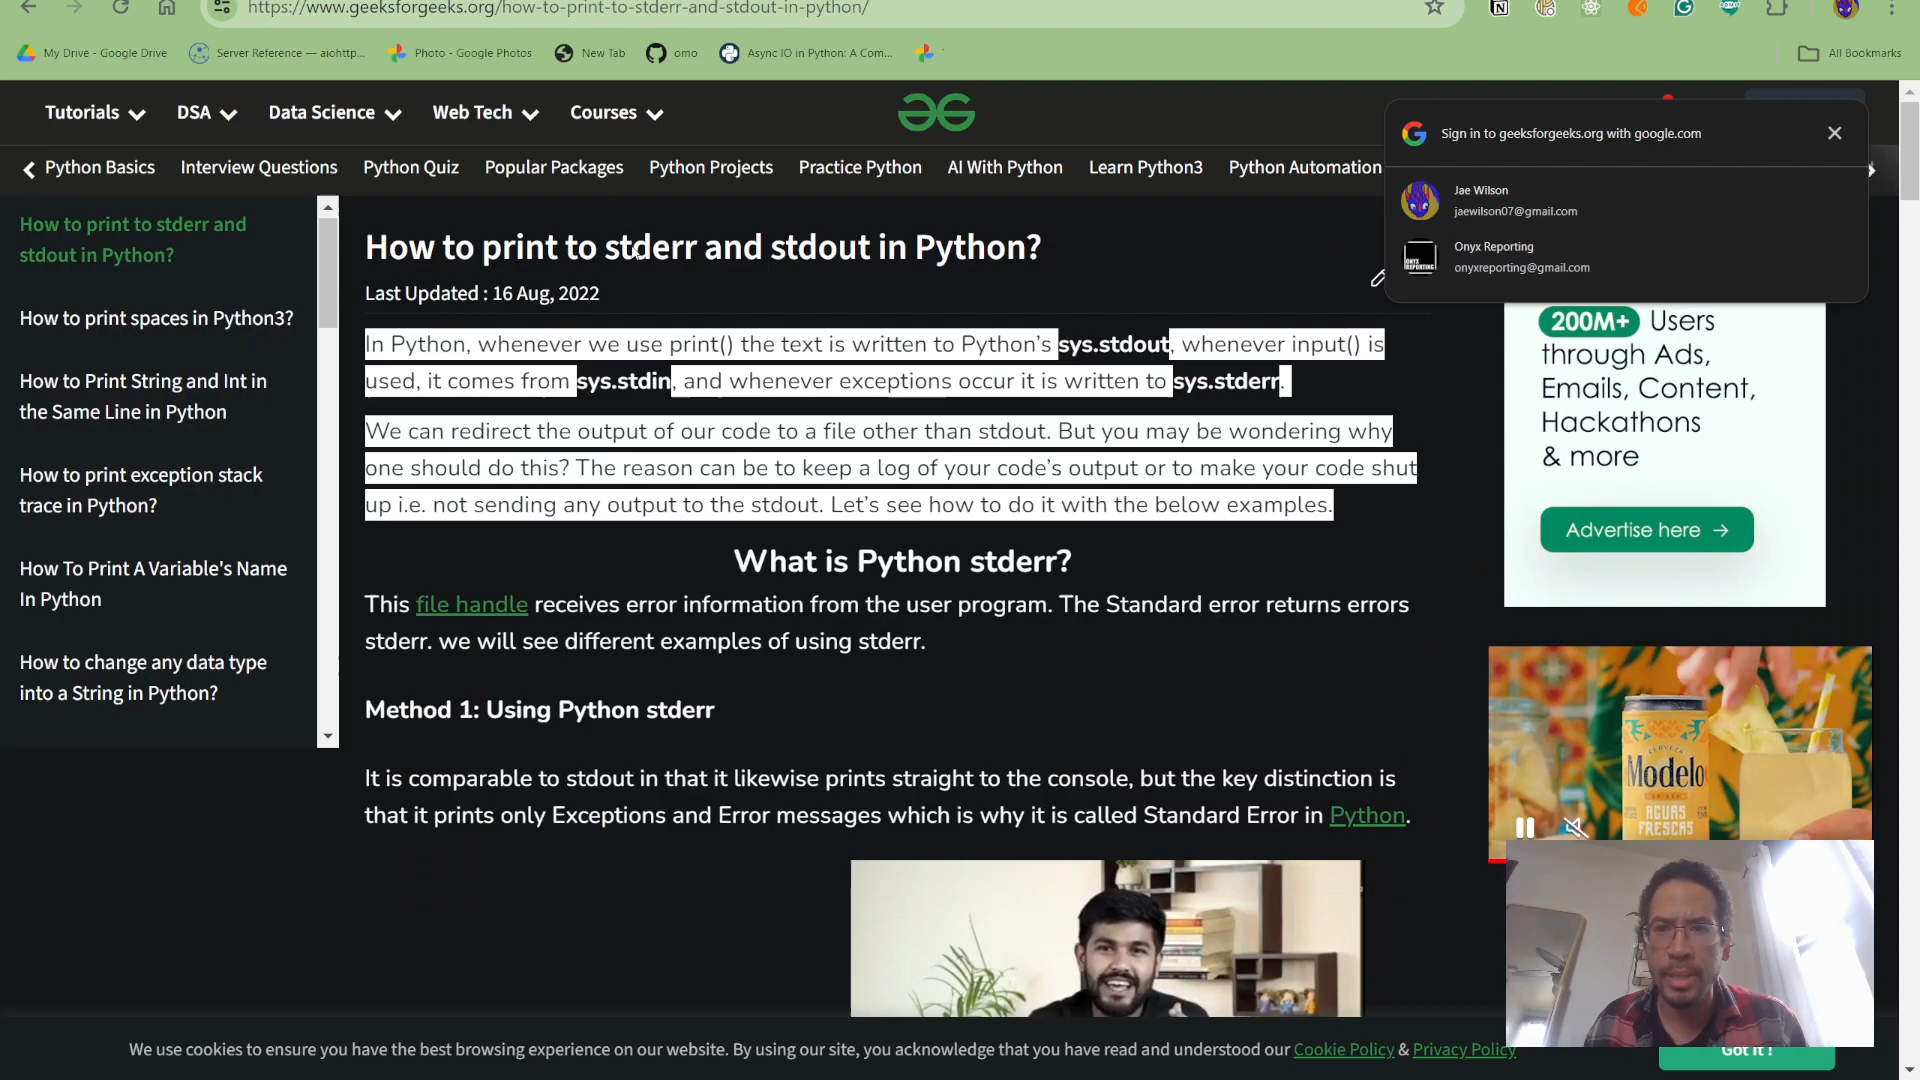 https://www.geeksforgeeks.org/how-to-print-to-stderr-and-stdout-in-python/
My Drive - Google Drive
Server Reference — aiohttp...
Photo - Google Photos
New Tab
omo
Async IO in Python: A Com...
All Bookmarks
Tutorials
DSA
Data Science
Web Tech
Courses
Python Basics
Interview Questions
Python Quiz
Popular Packages
Python Projects
Practice Python
AI With Python
Learn Python3
Python Automation
Sign in to geeksforgeeks.org with google.com
Jae Wilson
jaewilson07@gmail.com
ONYX REPORTING
Onyx Reporting
onyxreporting@gmail.com
How to print to stderr and
stdout in Python?
How to print spaces in Python3?
How to Print String and Int in
the Same Line in Python
How to print exception stack
trace in Python?
How To Print A Variable's Name
In Python
How to change any data type
into a String in Python?
How to print to stderr and stdout in Python?
Last Updated : 16 Aug, 2022
In Python, whenever we use print() the text is written to Python’s sys.stdout, whenever input() is
used, it comes from sys.stdin, and whenever exceptions occur it is written to sys.stderr.
We can redirect the output of our code to a file other than stdout. But you may be wondering why
one should do this? The reason can be to keep a log of your code’s output or to make your code shut
up i.e. not sending any output to the stdout. Let’s see how to do it with the below examples.
What is Python stderr?
This file handle receives error information from the user program. The Standard error returns errors
stderr. we will see different examples of using stderr.
Method 1: Using Python stderr
It is comparable to stdout in that it likewise prints straight to the console, but the key distinction is
that it prints only Exceptions and Error messages which is why it is called Standard Error in Python.
200M+ Users
through Ads,
Emails, Content,
Hackathons
& more
Advertise here →
CERVEZA
Modelo
AGUAS
FRESCAS
We use cookies to ensure you have the best browsing experience on our website. By using our site, you acknowledge that you have read and understood our Cookie Policy & Privacy Policy
Got It !